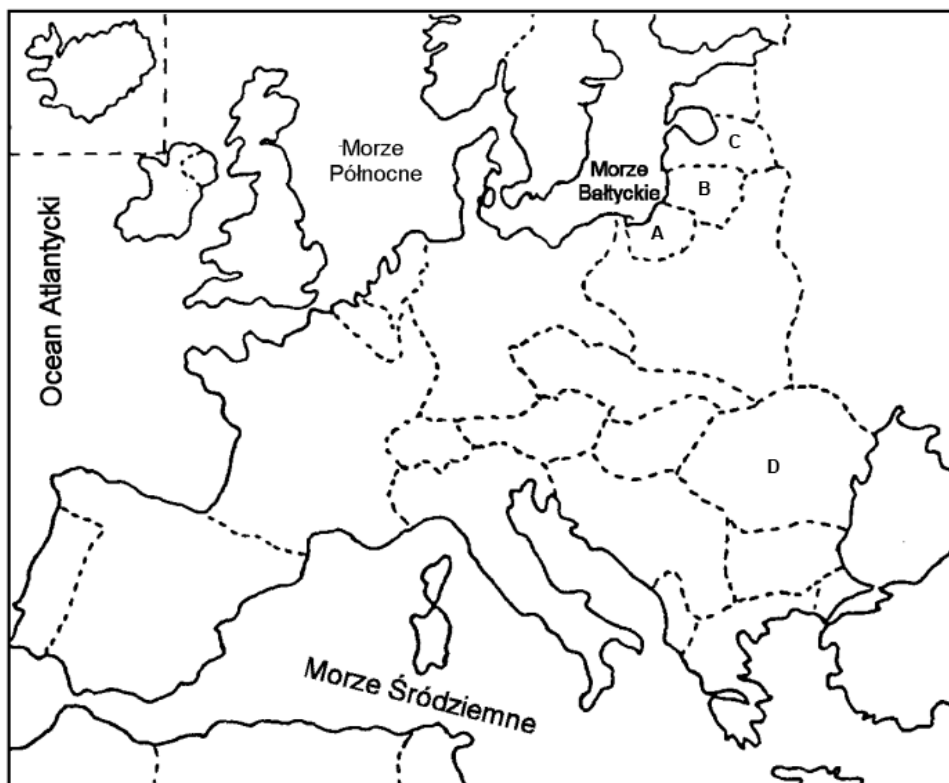 Morze
Północne
Morze
Bałtyckie
Ocean Atlantycki
C
B
A
D
Morze Śródziemne